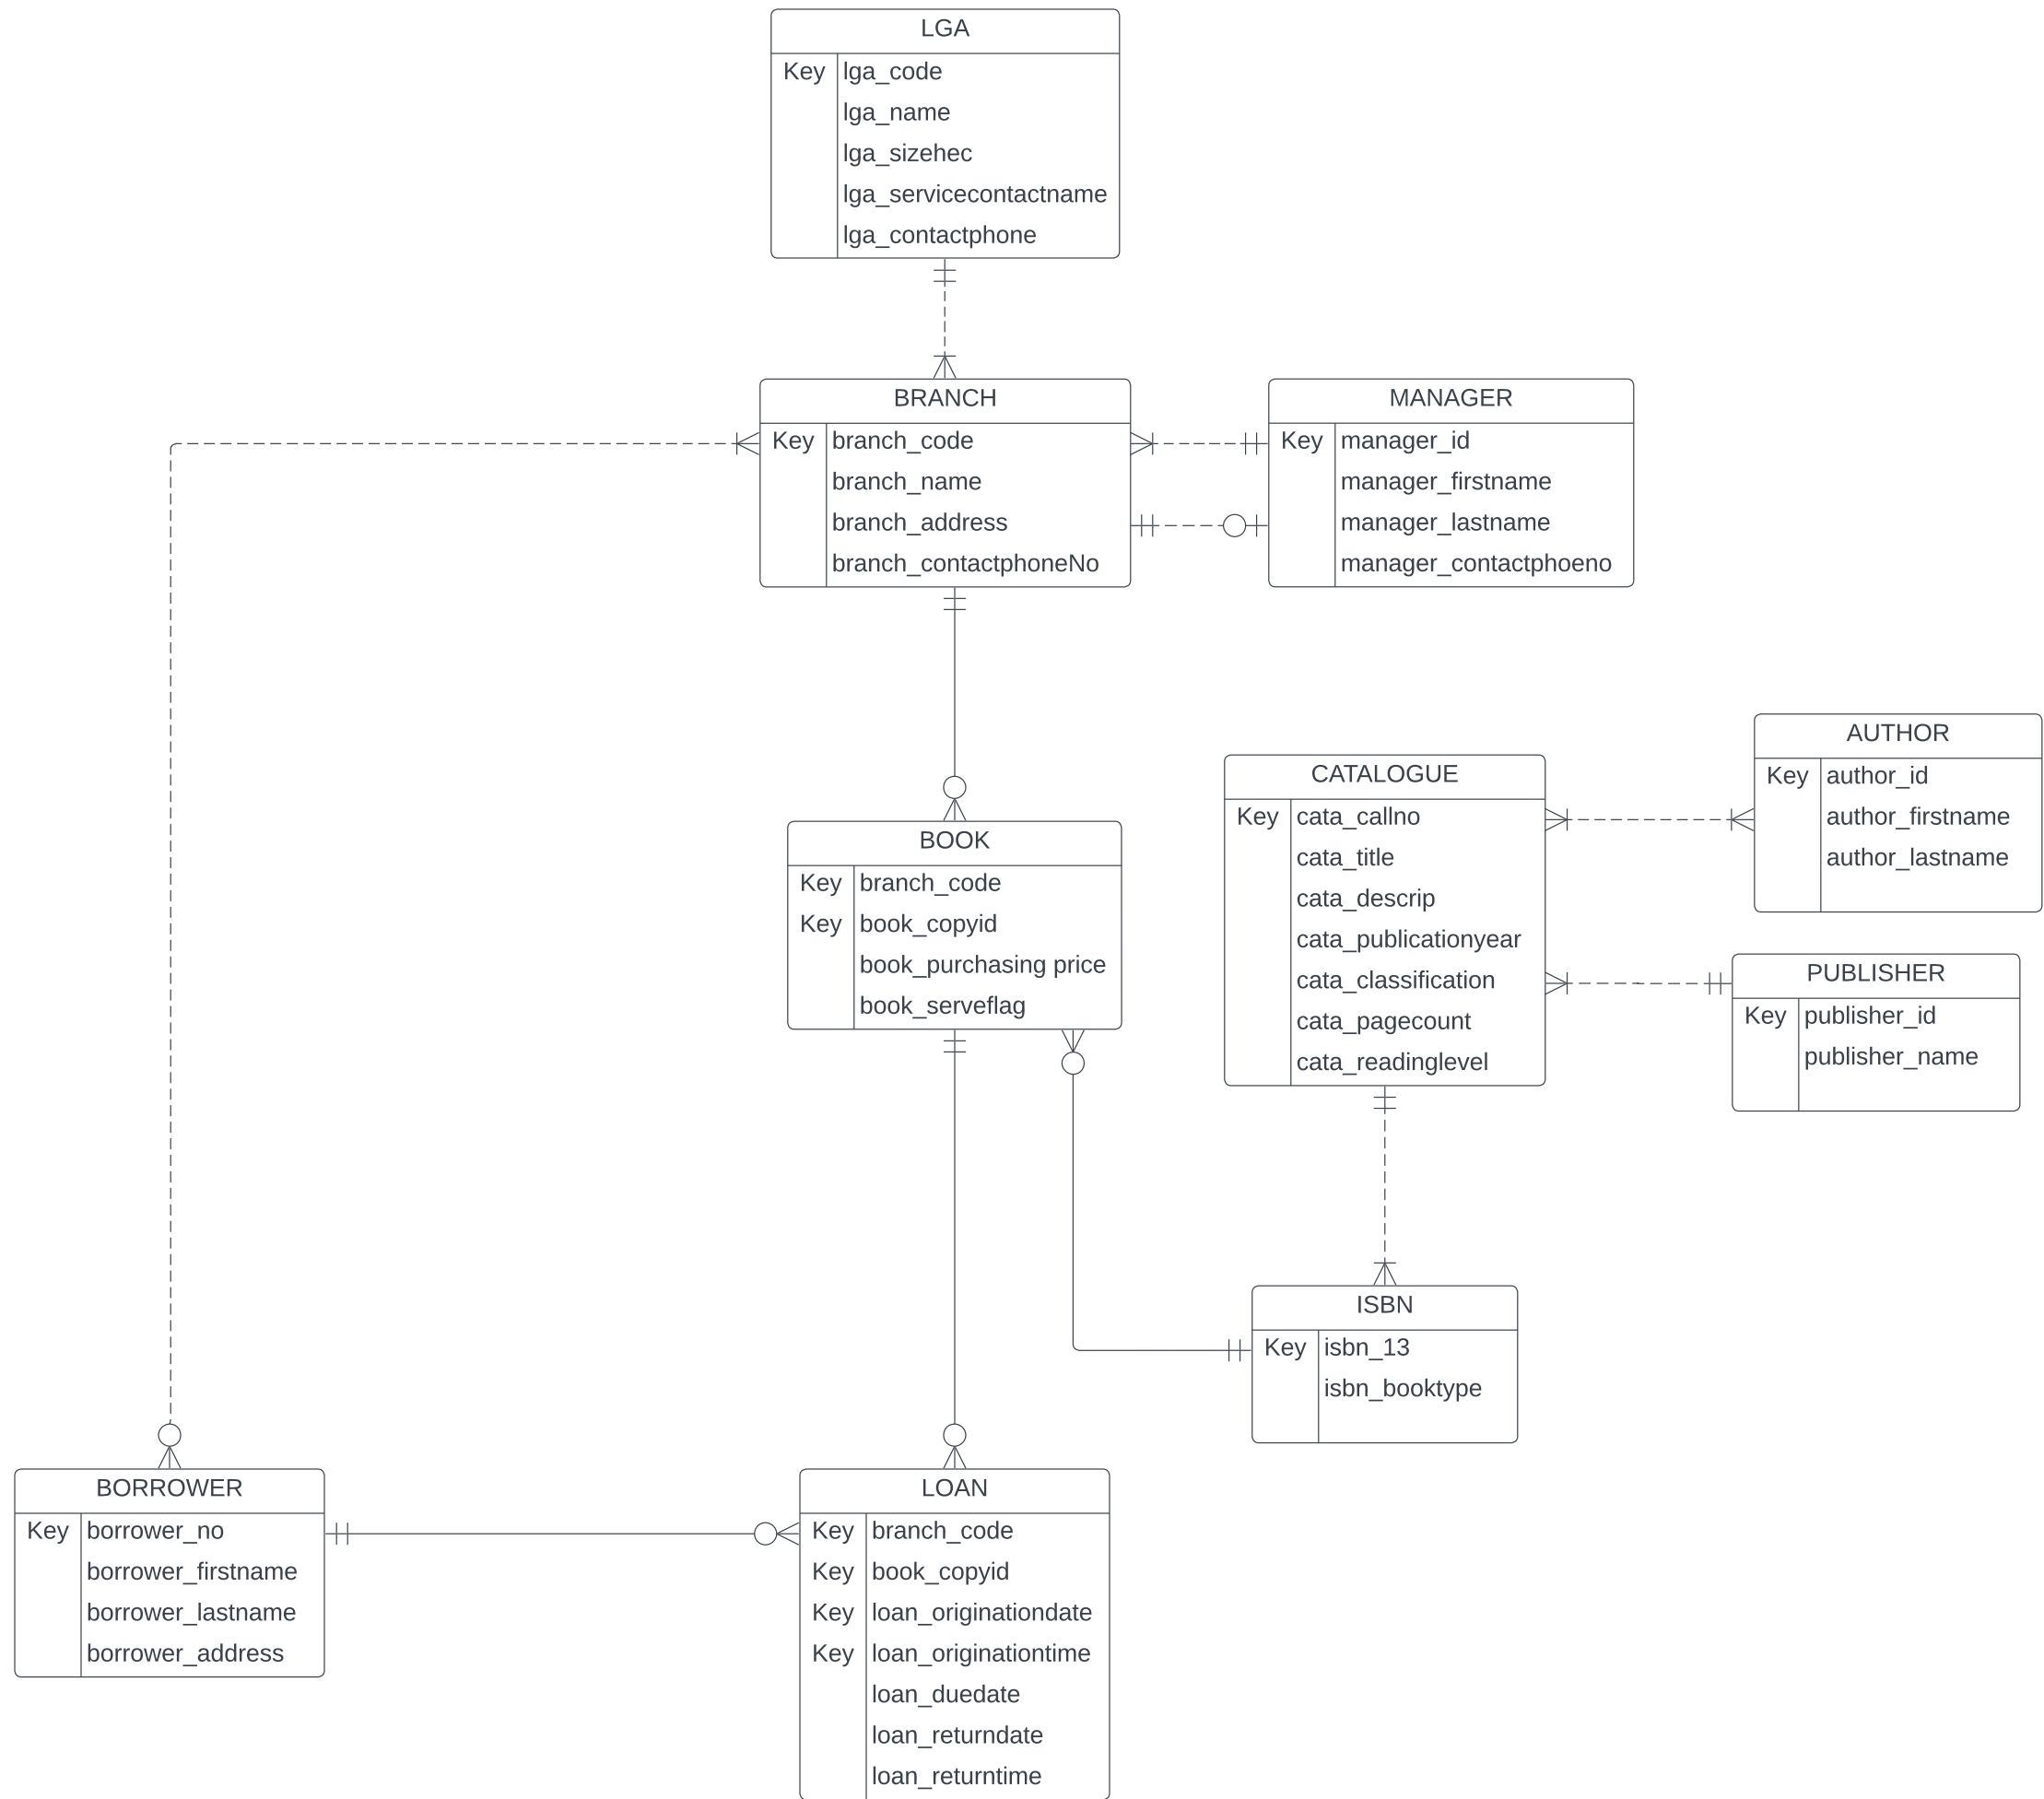 LGA
Key lga_code
lga_name
lga_sizehec
lga_servicecontactname
lga_contactphone
BRANCH
Key branch_code
branch_name
branch_address
branch_contactphoneNo
MANAGER
Key manager_id
manager_firstname
manager_lastname
manager_contactphoeno
AUTHOR
Key author_id
author_firstname
author_lastname
CATALOGUE
Key cata_callno
cata_title
cata_descrip
cata_publicationyear
cata_classification
cata_pagecount
cata_readinglevel
BOOK
Key branch_code
Key book_copyid
book_purchasing price
book_serveflag
PUBLISHER
Key publisher_id
publisher_name
ISBN
Key isbn_13
isbn_booktype
BORROWER
Key borrower_no
borrower_firstname
borrower_lastname
borrower_address
LOAN
Key branch_code
Key book_copyid
Key loan_originationdate
Key loan_originationtime
loan_duedate
loan_returndate
loan_returntime